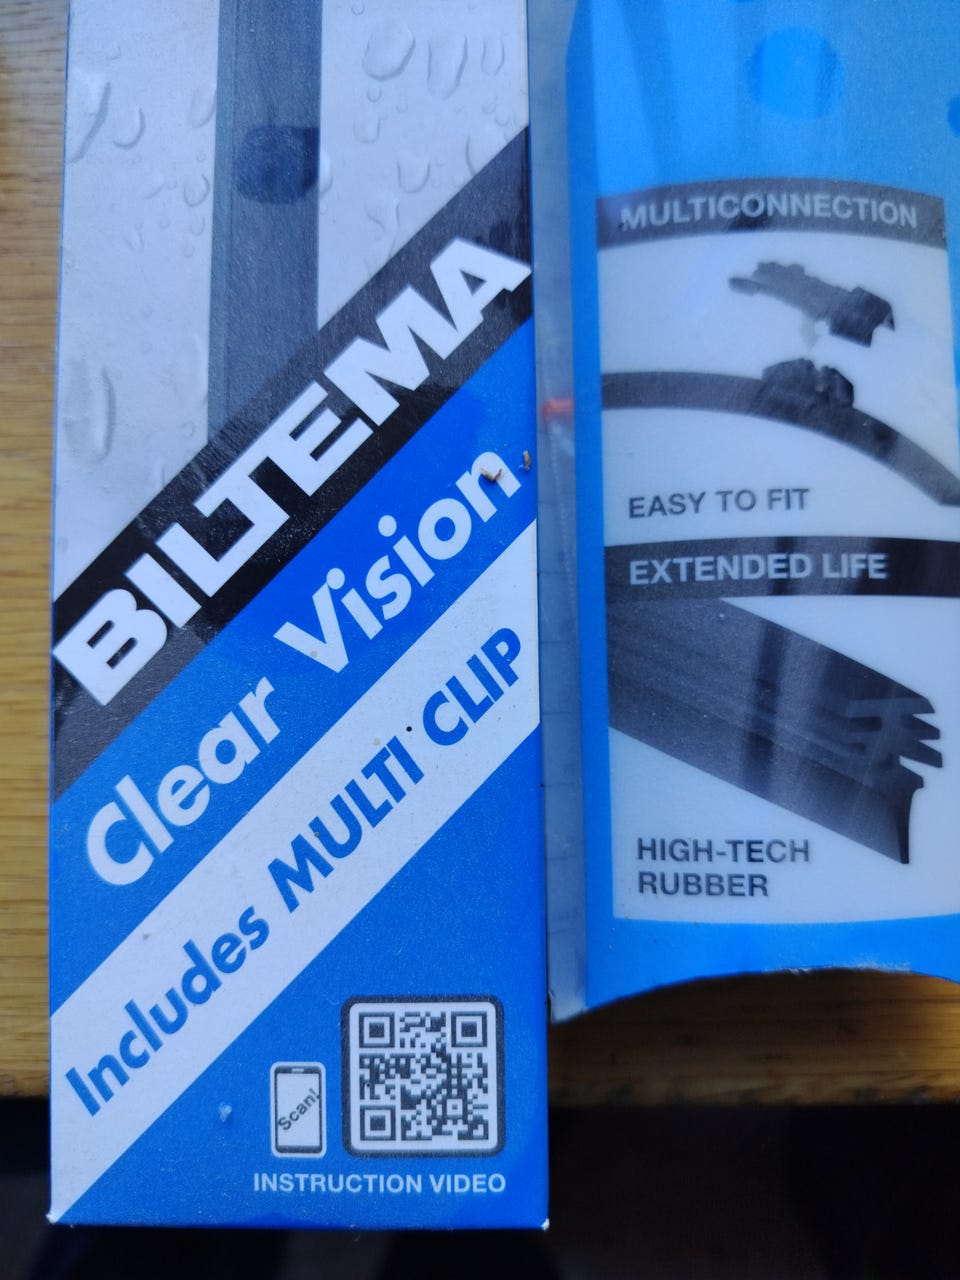 BILTEMA
Clear Vision
Includes MULTI CLIP
Scan!
INSTRUCTION VIDEO
MULTICONNECTION
EASY TO FIT
EXTENDED LIFE
HIGH-TECH
RUBBER